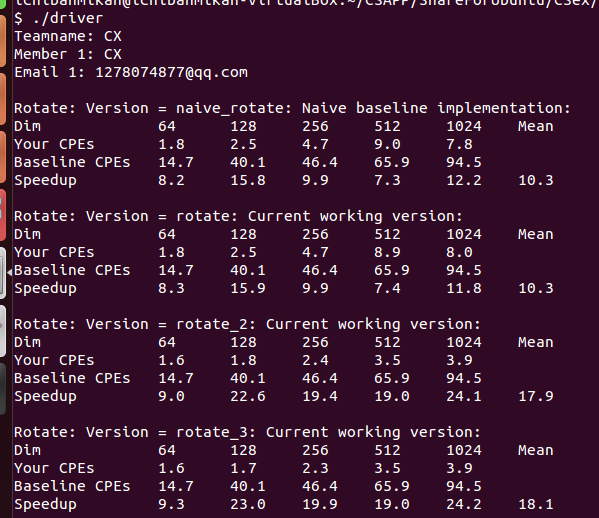 $ ./driver
Teamname: CX
Member 1: CX
Email 1: 1278074877@qq.com
Rotate: Version = naive_rotate: Naive baseline implementation:
Dim 64 128 256 512 1024 Mean
Your CPEs 1.8 2.5 4.7 9.0 7.8
Baseline CPEs 14.7 40.1 46.4 65.9 94.5
Speedup 8.2 15.8 9.9 7.3 12.2 10.3
Rotate: Version = rotate: Current working version:
Dim 64 128 256 512 1024 Mean
Your CPEs 1.8 2.5 4.7 8.9 8.0
Baseline CPEs 14.7 40.1 46.4 65.9 94.5
Speedup 8.3 15.9 9.9 7.4 11.8 10.3
Rotate: Version = rotate_2: Current working version:
Dim 64 128 256 512 1024 Mean
Your CPEs 1.6 1.8 2.4 3.5 3.9
Baseline CPEs 14.7 40.1 46.4 65.9 94.5
Speedup 9.0 22.6 19.4 19.0 24.1 17.9
Rotate: Version = rotate_3: Current working version:
Dim 64 128 256 512 1024 Mean
Your CPEs 1.6 1.7 2.3 3.5 3.9
Baseline CPEs 14.7 40.1 46.4 65.9 94.5
Speedup 9.3 23.0 19.9 19.0 24.2 18.1